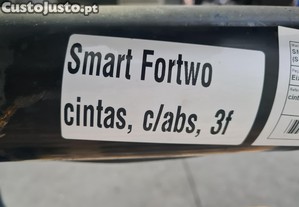 CustoJusto.pt
Smart Fortwo
cintas, c/abs, 3f